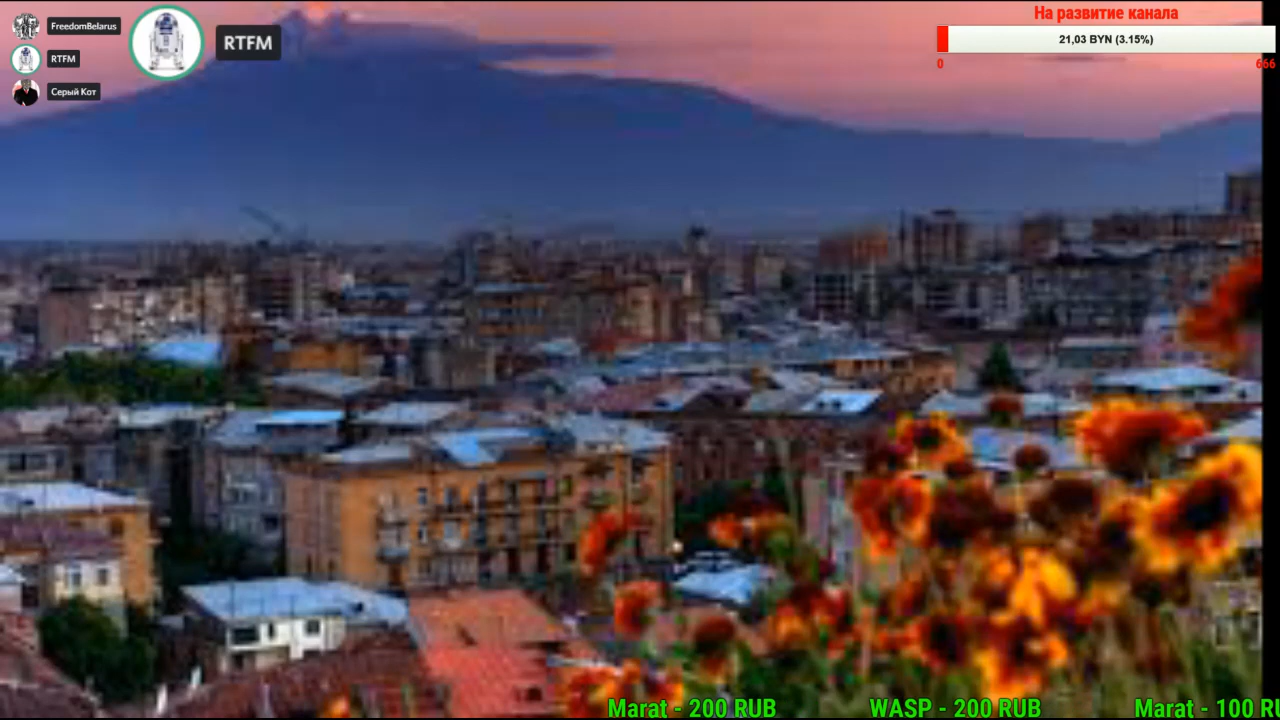 FreedomBelarus
RTFM
Серый Кот
RTFM
На развитие канала
21,03 BYN (3.15%)
0
666
Marat - 200 RUB
WASP - 200 RUB
Marat - 100 RU